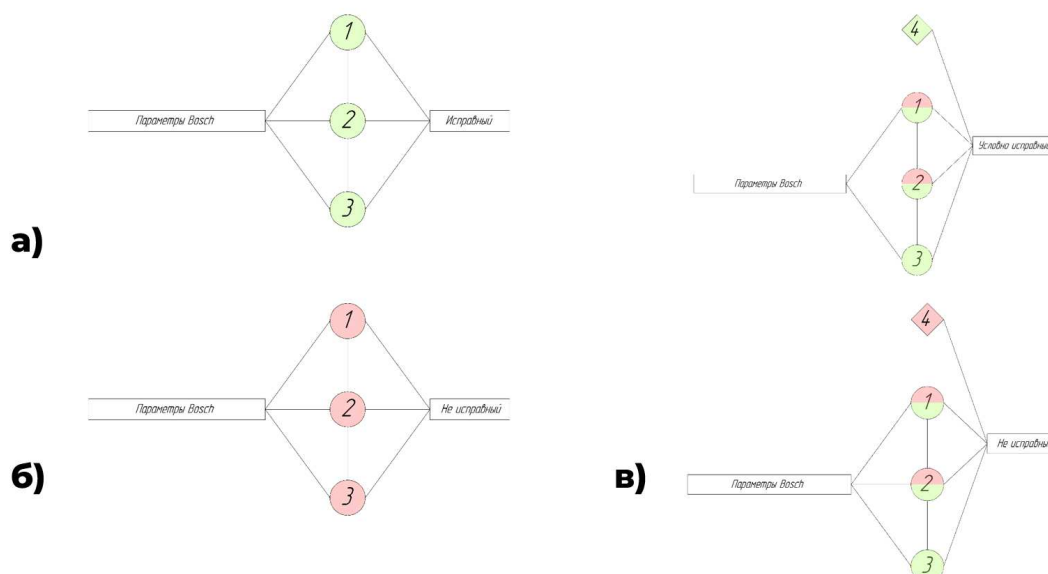 1
Параметры Bosch
2
Исправный
3
а)
4
1
Условно исправный
2
Параметры Bosch
3
1
Параметры Bosch
2
Не исправный
3
б)
4
1
Не исправны
2
Параметры Bosch
3
в)